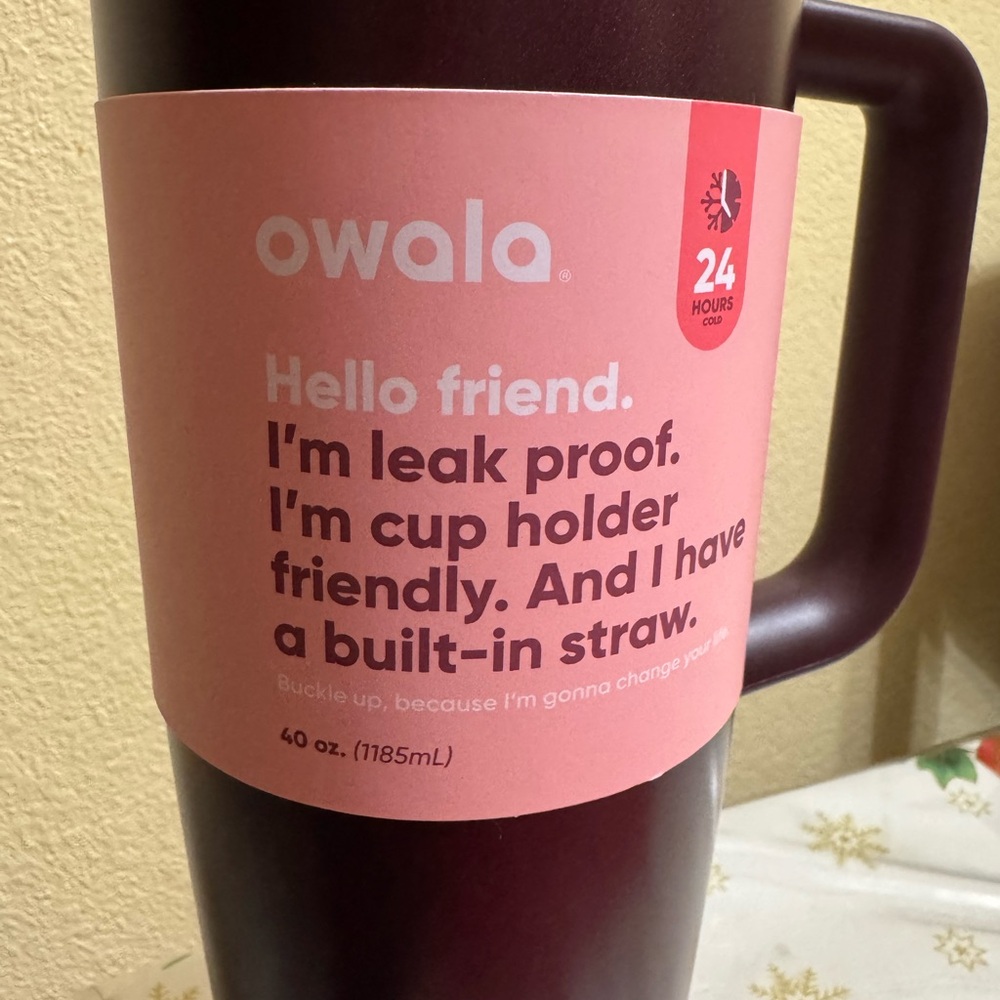 owala®
24
HOURS
COLD
Hello friend.
I'm leak proof.
I'm cup holder
friendly. And I have
a built-in straw.
Buckle up, because I'm gonna change your life.
40 oz. (1185mL)